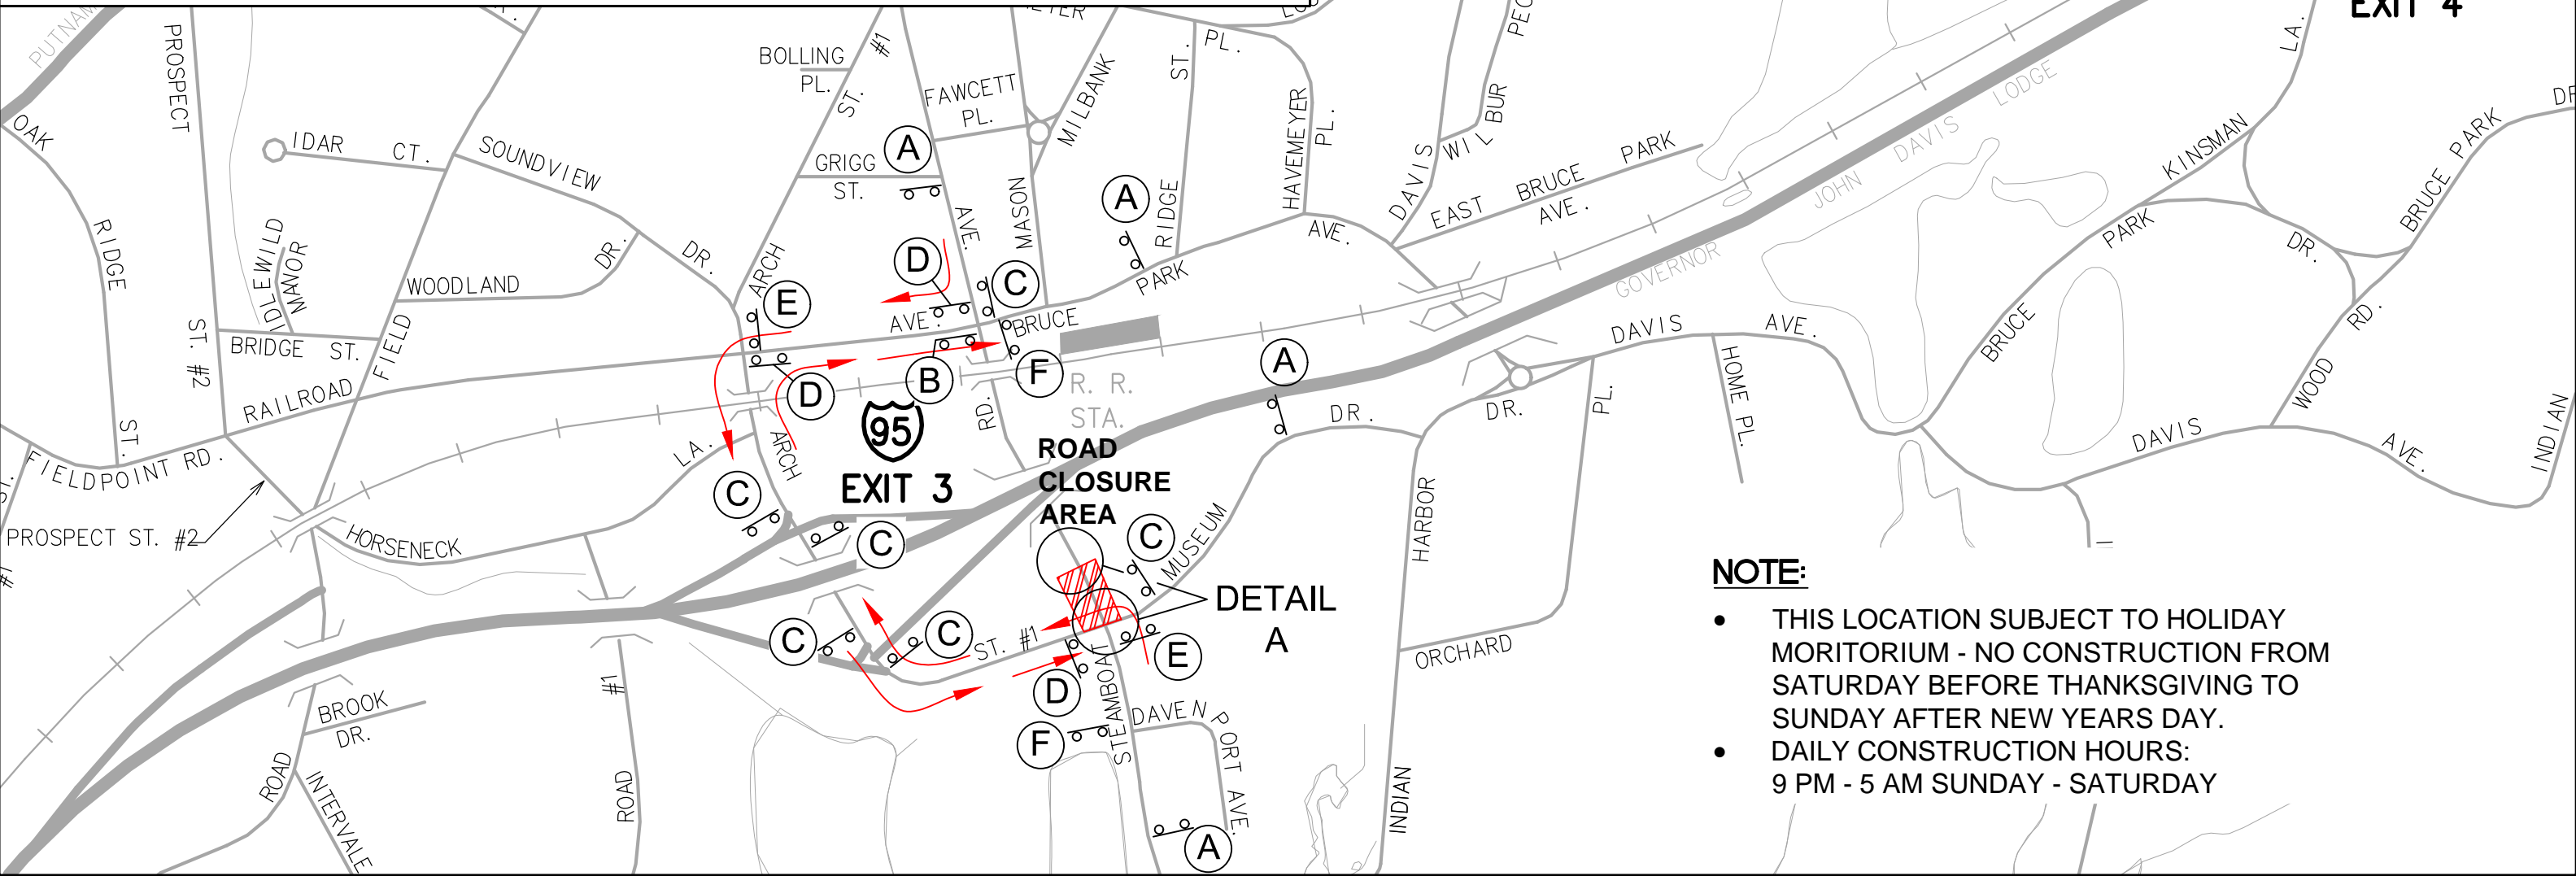 EXIT 4
PUTNAM
PROSPECT
BOLLING
PL.
#1
ST.
FAWCETT
PL.
MILBANK
ST.
PL.
HAVEMEYER
PL.
DAVIS
WILBUR
LODGE
DAVIS
JOHN
GOVERNOR
LA.
KINSMAN
BRUCE PARK
DR.
OAK
IDAR CT.
SOUNDVIEW
DR.
GRIGG
ST.
A
AVE.
MASON
A
RIDGE
EAST BRUCE PARK
AVE.
AVE.
PARK
RIDGE
ST.
IDLEWILD
MANOR
WOODLAND
DR.
ARCH
D
C
E
AVE.
BRUCE
PARK
DAVIS AVE.
BRUCE
WOOD
RD.
ST. #2
BRIDGE ST.
FIELD
RAILROAD
D
B
F
RD.
R. R.
STA.
A
DR.
DR.
PL.
HOME PL.
DAVIS
AVE.
INDIAN
FIELDPOINT RD.
ST.
LA.
ARCH
95
EXIT 3
ROAD
CLOSURE
AREA
C
PROSPECT ST. #2
HORSENECK
C
C
MUSEUM
HARBOR
#1
DETAIL
A
NOTE:
• THIS LOCATION SUBJECT TO HOLIDAY
MORITORIUM - NO CONSTRUCTION FROM
SATURDAY BEFORE THANKSGIVING TO
SUNDAY AFTER NEW YEARS DAY.
• DAILY CONSTRUCTION HOURS:
9 PM - 5 AM SUNDAY - SATURDAY
C
C
ST. #1
E
ORCHARD
D
STEAMBOAT
F
DAVENPORT AVE.
A
BROOK
DR.
ROAD
INTERVALE
#1
ROAD
INDIAN